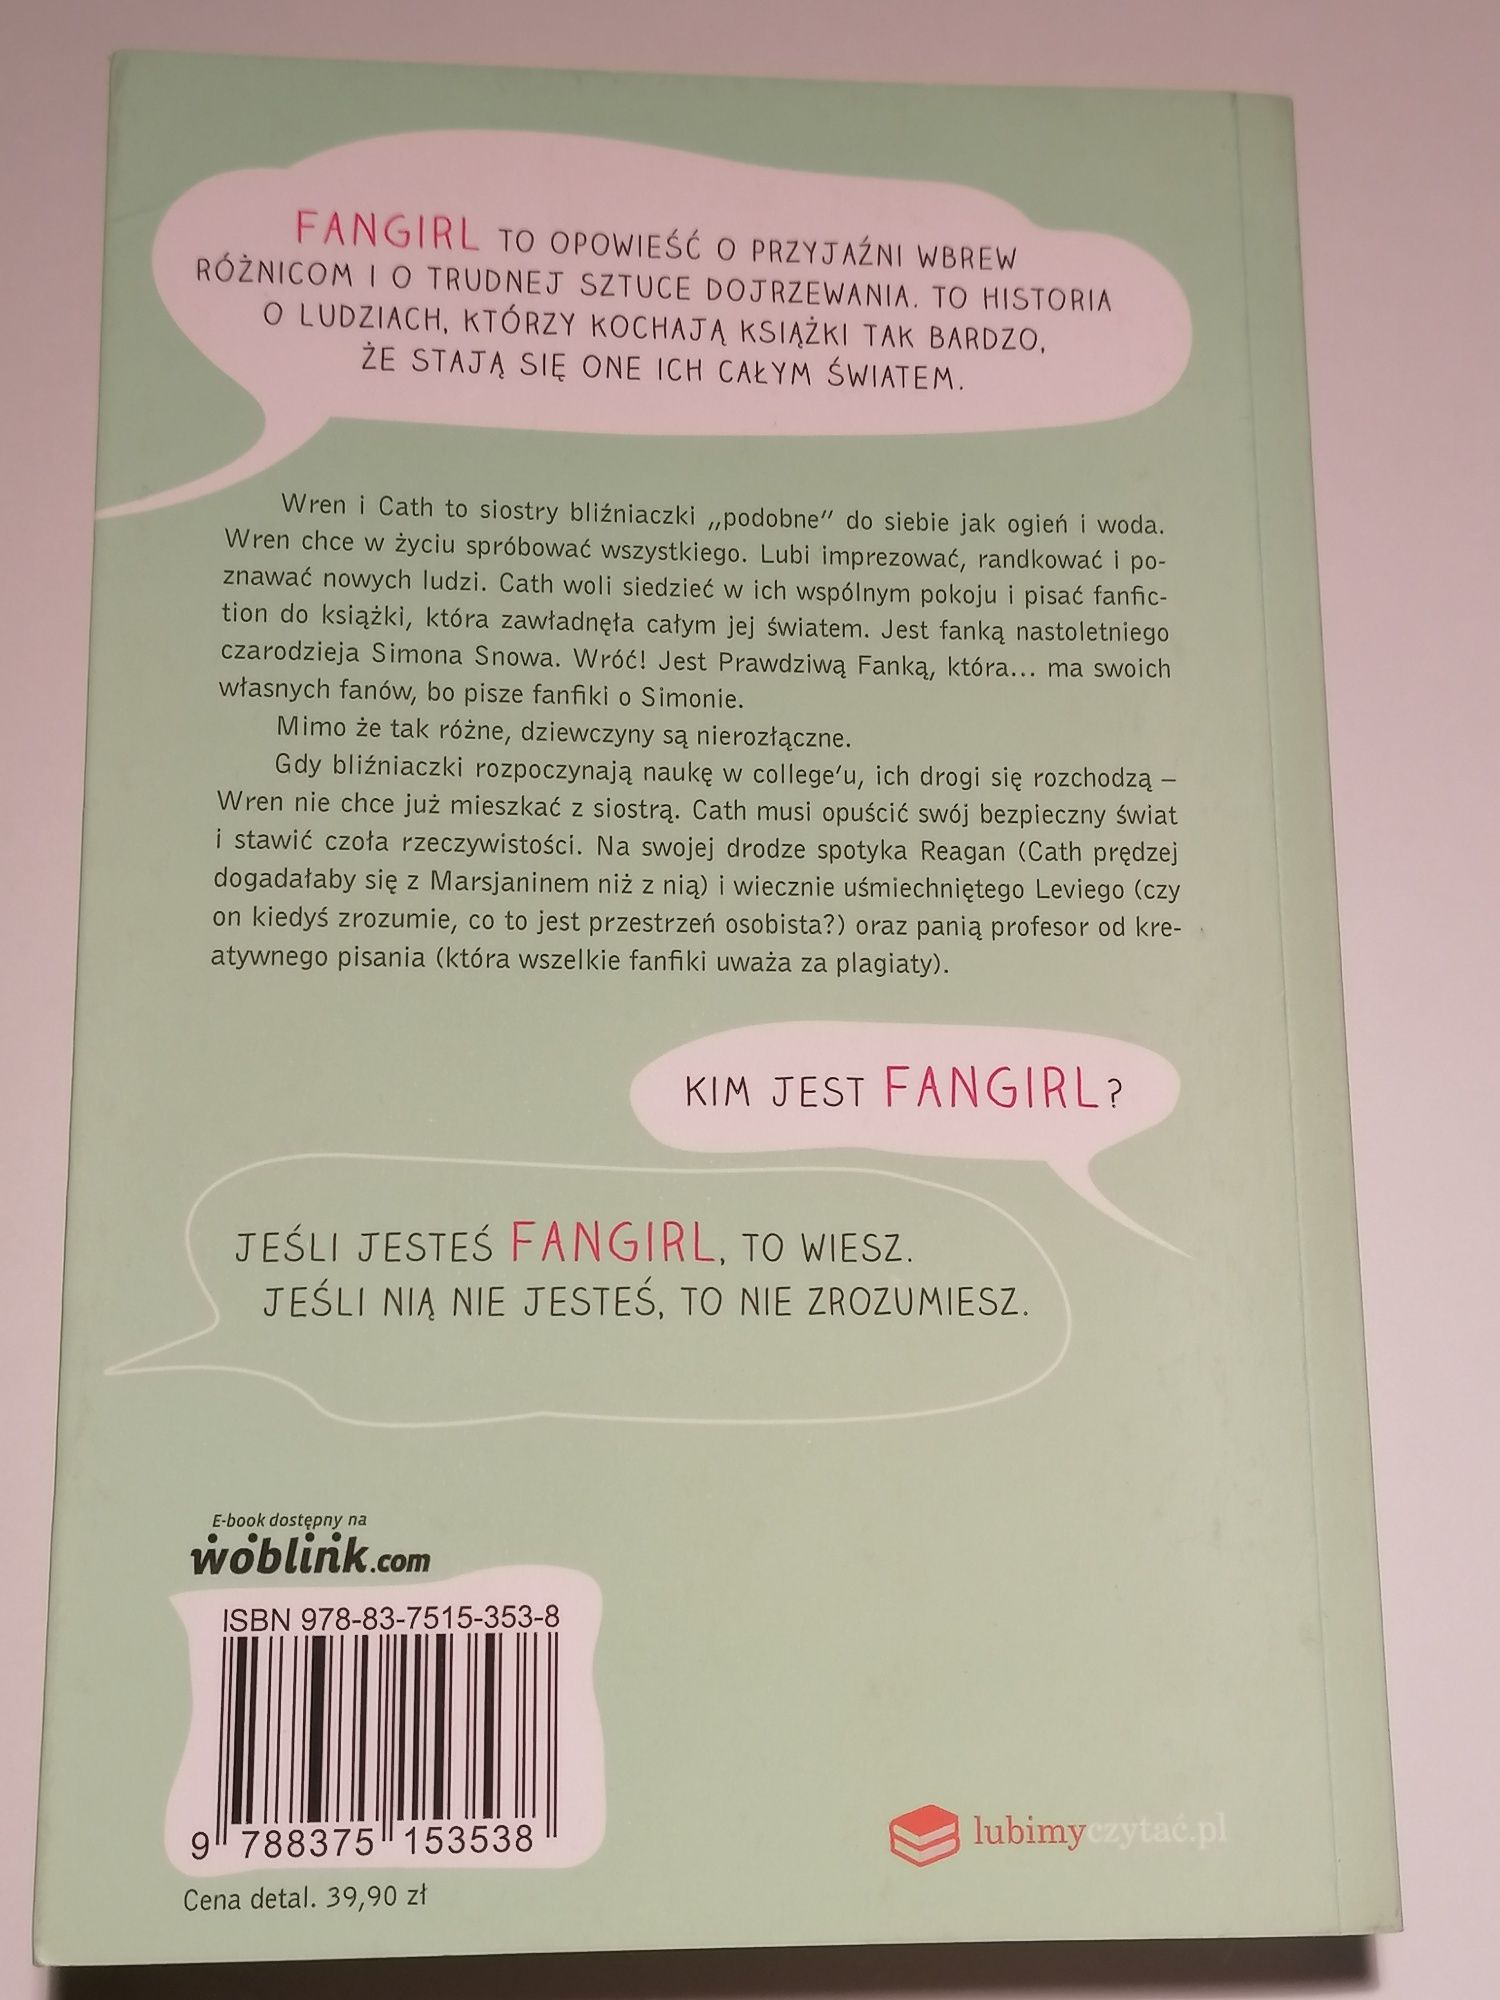 FANGIRL TO OPOWIEŚĆ O PRZYJAŹNI WBREW
RÓŻNICOM I O TRUDNEJ SZTUCE DOJRZEWANIA. TO HISTORIA
O LUDZIACH, KTÓRZY KOCHAJĄ KSIĄŻKI TAK BARDZO,
ŻE STAJĄ SIĘ ONE ICH CAŁYM ŚWIATEM.
Wren i Cath to siostry bliźniaczki „podobne” do siebie jak ogień i woda.
Wren chce w życiu spróbować wszystkiego. Lubi imprezować, randkować i po-
znawać nowych ludzi. Cath woli siedzieć w ich wspólnym pokoju i pisać fanfic-
tion do książki, która zawładnęła całym jej światem. Jest fanką nastoletniego
czarodzieja Simona Snowa. Wróć! Jest Prawdziwą Fanką, która... ma swoich
własnych fanów, bo pisze fanfiki o Simonie.
Mimo że tak różne, dziewczyny są nierozłączne.
Gdy bliźniaczki rozpoczynają naukę w college'u, ich drogi się rozchodzą –
Wren nie chce już mieszkać z siostrą. Cath musi opuścić swój bezpieczny świat
i stawić czoła rzeczywistości. Na swojej drodze spotyka Reagan (Cath prędzej
dogadałaby się z Marsjaninem niż z nią) i wiecznie uśmiechniętego Leviego (czy
on kiedyś zrozumie, co to jest przestrzeń osobista?) oraz panią profesor od kre-
atywnego pisania (która wszelkie fanfiki uważa za plagiaty).
KIM JEST FANGIRL?
JEŚLI JESTEŚ FANGIRL, TO WIESZ.
JEŚLI NIĄ NIE JESTEŚ, TO NIE ZROZUMIESZ.
E-book dostępny na
woblink.com
ISBN 978-83-7515-353-8
9 788375 153538
Cena detal. 39,90 zł
lubimyczytać.pl